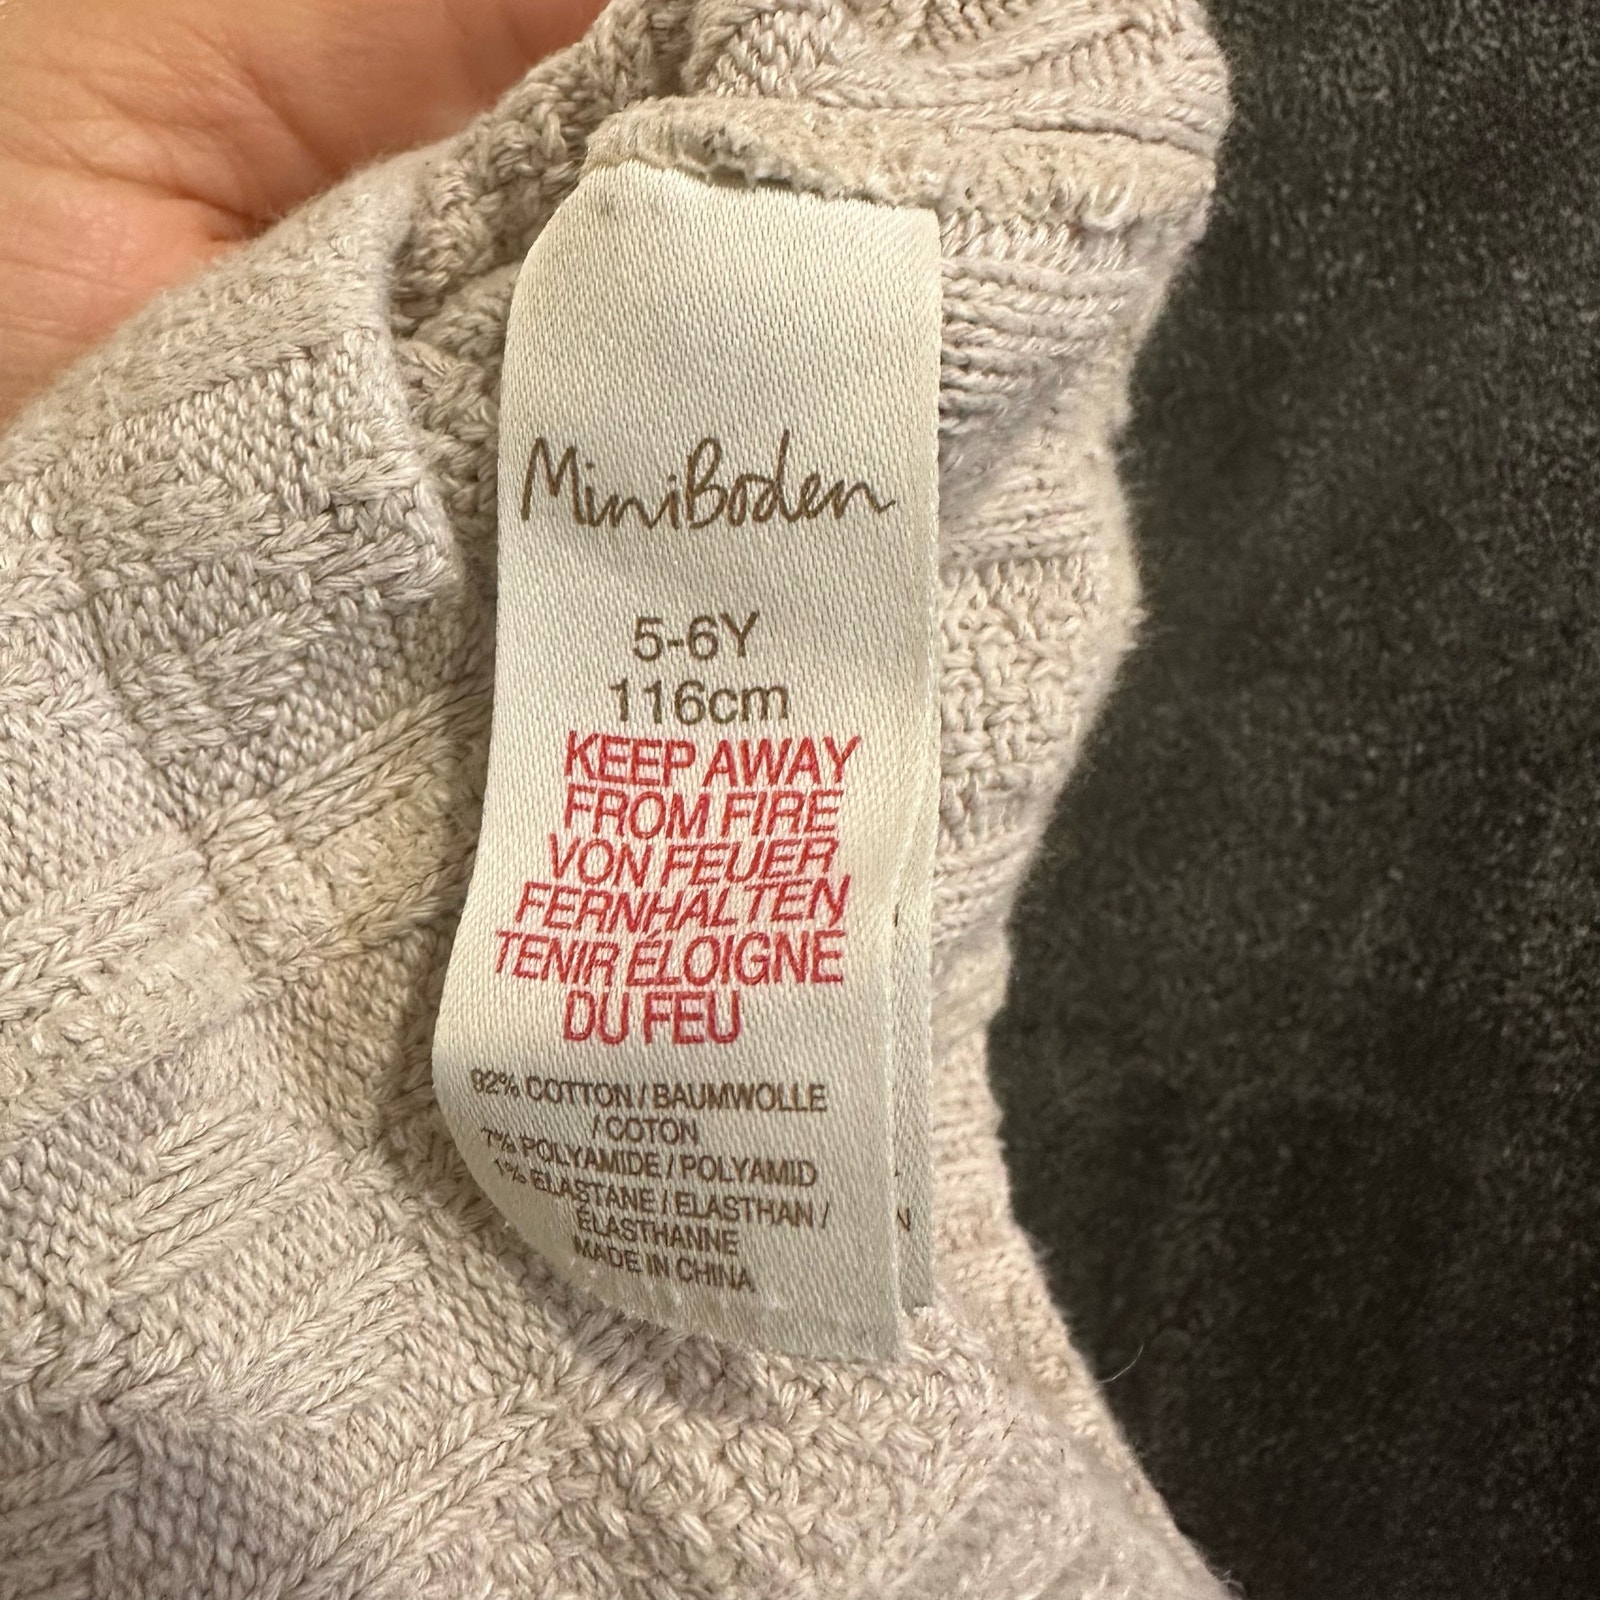 MiniBoden
5-6Y
116cm
KEEP AWAY
FROM FIRE
VON FEUER
FERNHALTEN
TENIR ÉLOIGNE
DU FEU
92% COTTON / BAUMWOLLE
/ COTON
7% POLYAMIDE / POLYAMID
1% ELASTANE / ELASTHAN /
ÉLASTHANNE
MADE IN CHINA
N